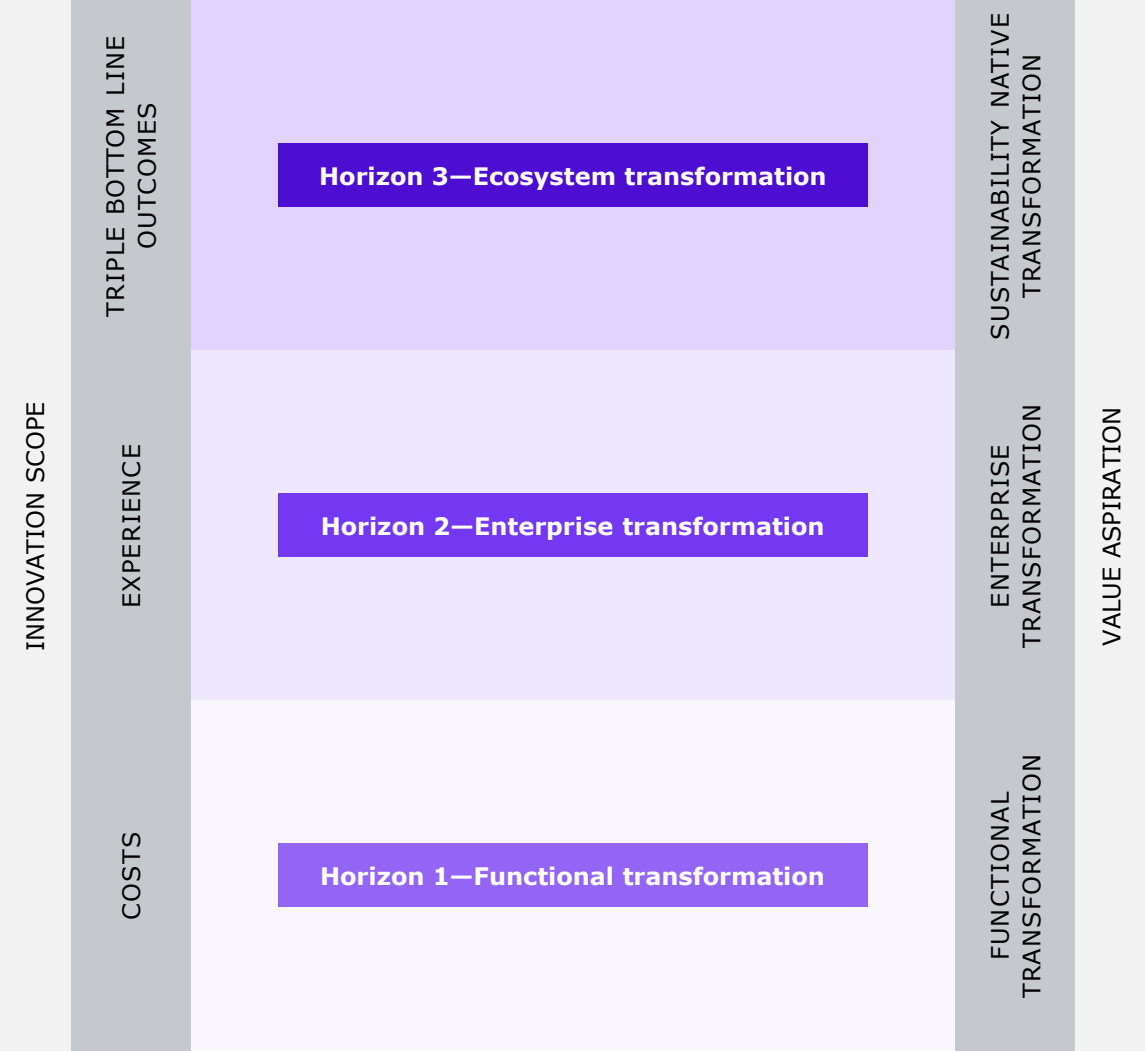 INNOVATION SCOPE
TRIPLE BOTTOM LINE
OUTCOMES
Horizon 3—Ecosystem transformation
SUSTAINABILITY NATIVE
TRANSFORMATION
EXPERIENCE
Horizon 2—Enterprise transformation
ENTERPRISE
TRANSFORMATION
COSTS
Horizon 1—Functional transformation
FUNCTIONAL
TRANSFORMATION
VALUE ASPIRATION